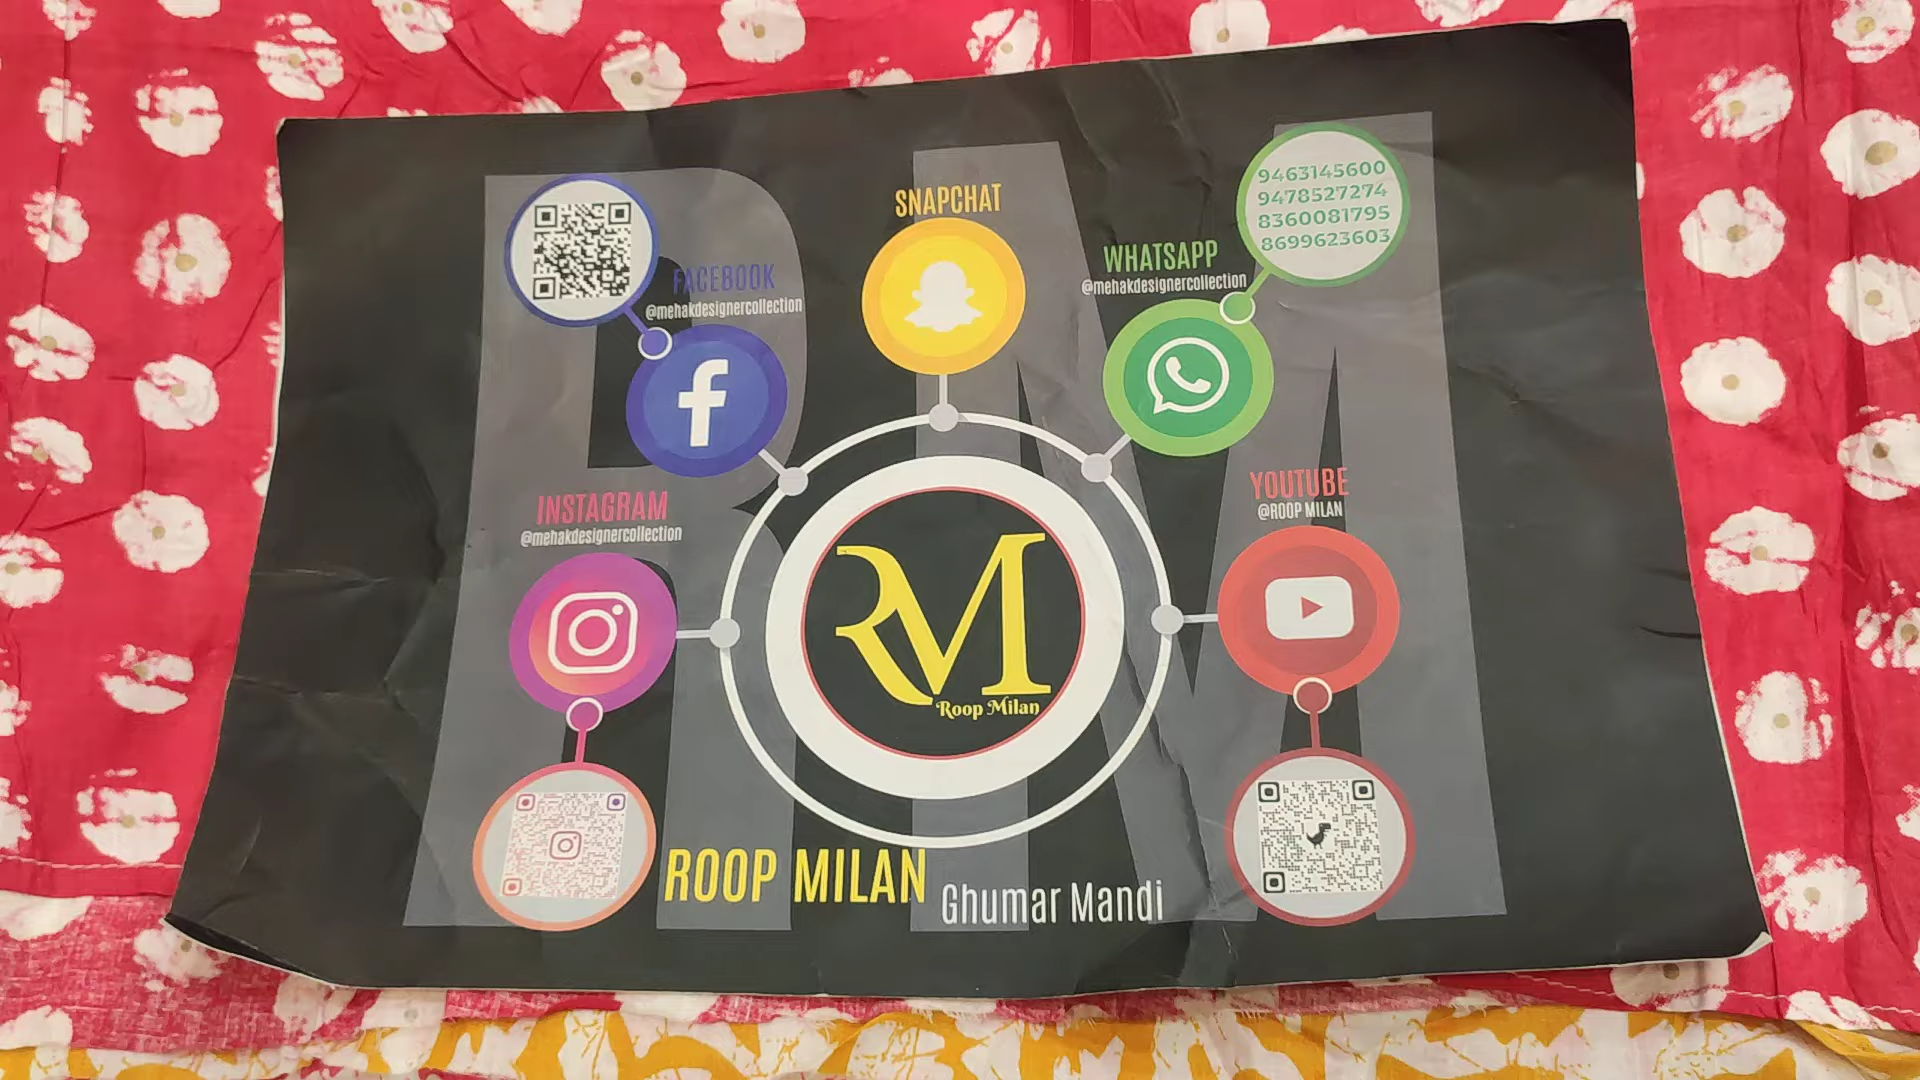 SNAPCHAT
9463145600
9478527274
8360081795
8699623603
FACEBOOK
@mehakdesignercollection
WHATSAPP
@mehakdesignercollection
INSTAGRAM
@mehakdesignercollection
YOUTUBE
@ROOP MILAN
RM
Roop Milan
ROOP MILAN
Ghumar Mandi